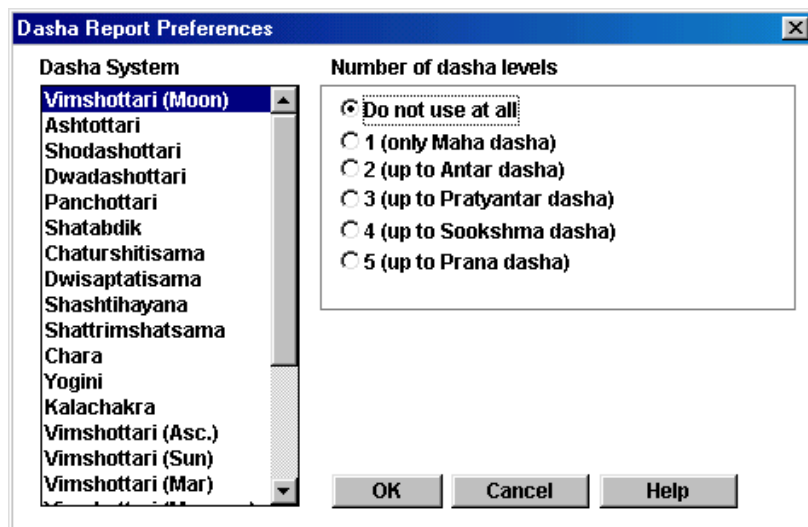 Dasha Report Preferences
Dasha System
Vimshottari (Moon)
Ashtottari
Shodashottari
Dwadashottari
Panchottari
Shatabdik
Chaturshitisama
Dwisaptatisama
Shashtihayana
Shattrimshatsama
Chara
Yogini
Kalachakra
Vimshottari (Asc.)
Vimshottari (Sun)
Vimshottari (Mar)
Number of dasha levels
Do not use at all
1 (only Maha dasha)
2 (up to Antar dasha)
3 (up to Pratyantar dasha)
4 (up to Sookshma dasha)
5 (up to Prana dasha)
OK Cancel Help